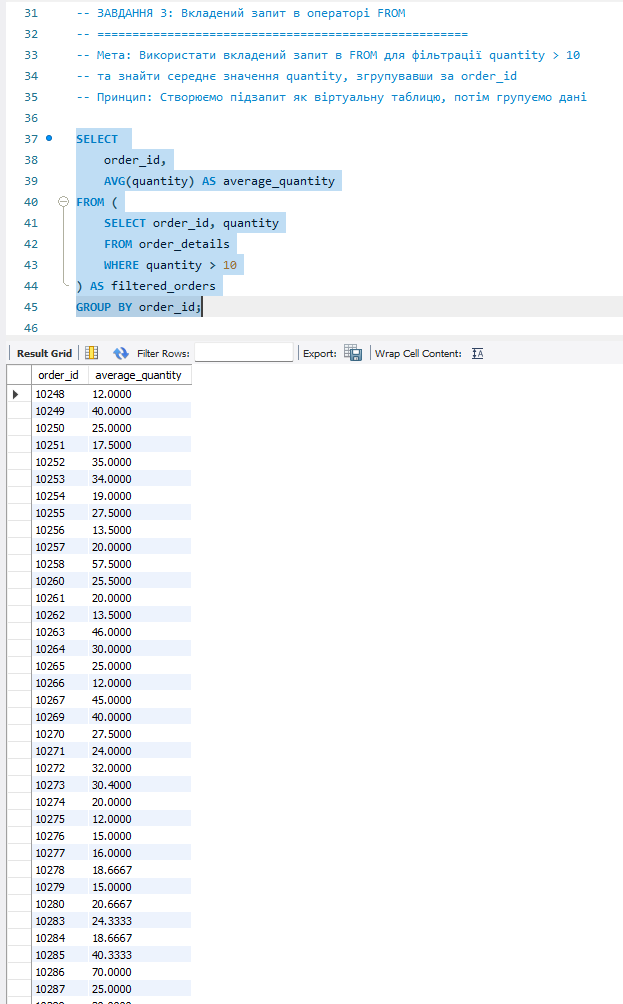 31 -- ЗАВДАННЯ 3: Вкладений запит в операторі FROM
32 -- ===================================================
33 -- Мета: Використати вкладений запит в FROM для фільтрації quantity > 10
34 -- та знайти середнє значення quantity, згрупувавши за order_id
35 -- Принцип: Створюємо підзапит як віртуальну таблицю, потім групуємо дані
36
37 SELECT
38 order_id,
39 AVG(quantity) AS average_quantity
40 FROM (
41 SELECT order_id, quantity
42 FROM order_details
43 WHERE quantity > 10
44 ) AS filtered_orders
45 GROUP BY order_id;
46
Result Grid Filter Rows: Export: Wrap Cell Content:
order_id average_quantity
10248 12.0000
10249 40.0000
10250 25.0000
10251 17.5000
10252 35.0000
10253 34.0000
10254 19.0000
10255 27.5000
10256 13.5000
10257 20.0000
10258 57.5000
10260 25.5000
10261 20.0000
10262 13.5000
10263 46.0000
10264 30.0000
10265 25.0000
10266 12.0000
10267 45.0000
10269 40.0000
10270 27.5000
10271 24.0000
10272 32.0000
10273 30.4000
10274 20.0000
10275 12.0000
10276 15.0000
10277 16.0000
10278 18.6667
10279 15.0000
10280 20.6667
10283 24.3333
10284 18.6667
10285 40.3333
10286 70.0000
10287 25.0000